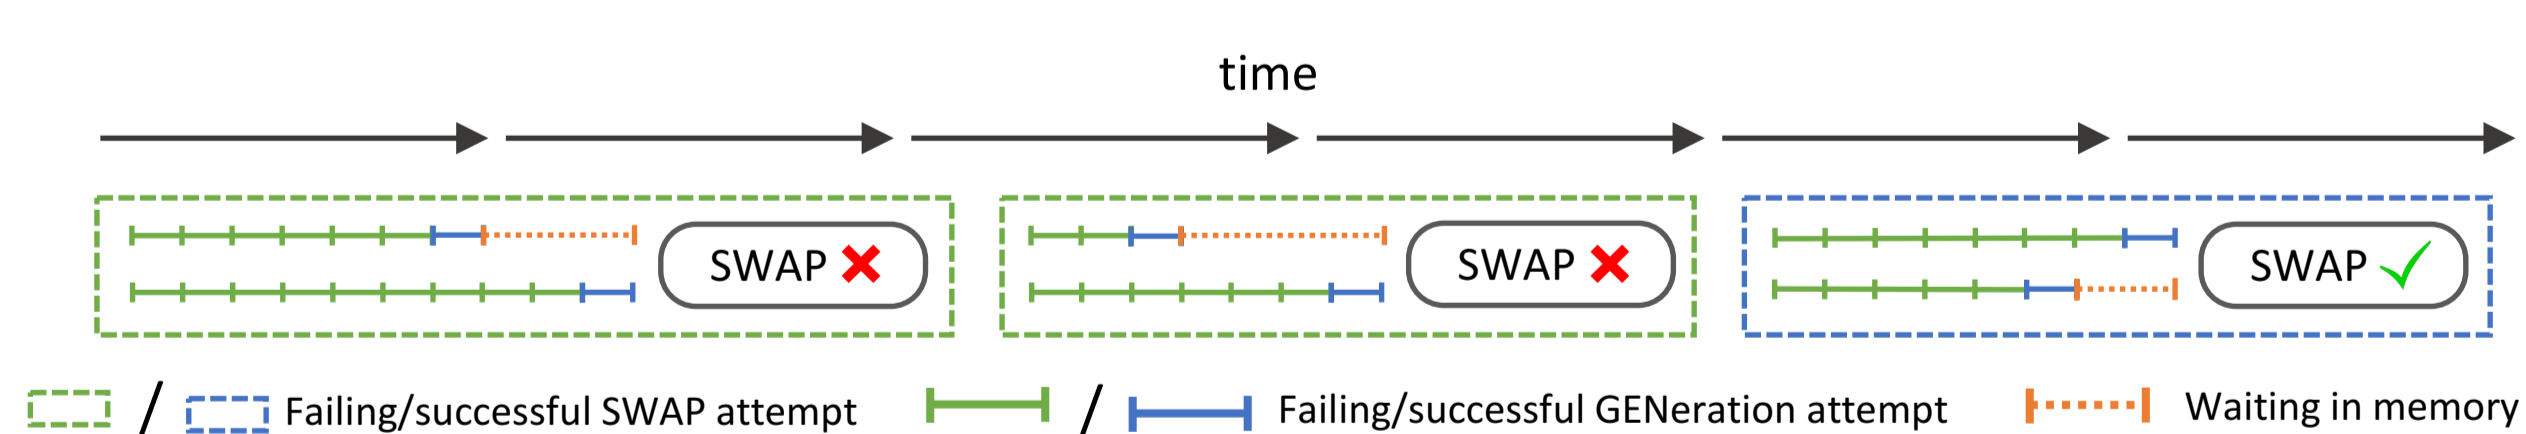 time
SWAP
SWAP
SWAP
/ Failing/successful SWAP attempt
/ Failing/successful GENeration attempt
Waiting in memory